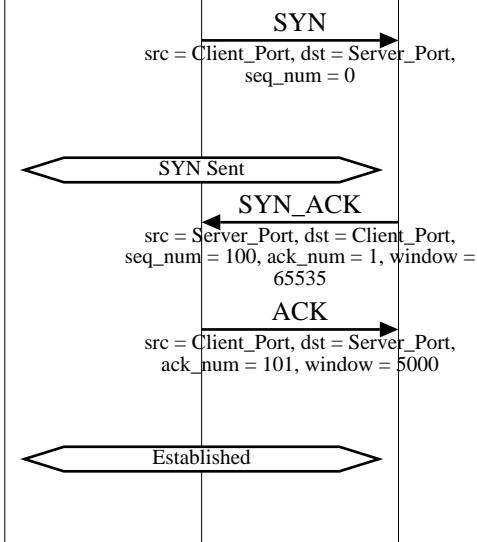 SYN
src = Client_Port, dst = Server_Port,
seq_num = 0
SYN Sent
SYN_ACK
src = Server_Port, dst = Client_Port,
seq_num = 100, ack_num = 1, window =
65535
ACK
src = Client_Port, dst = Server_Port,
ack_num = 101, window = 5000
Established